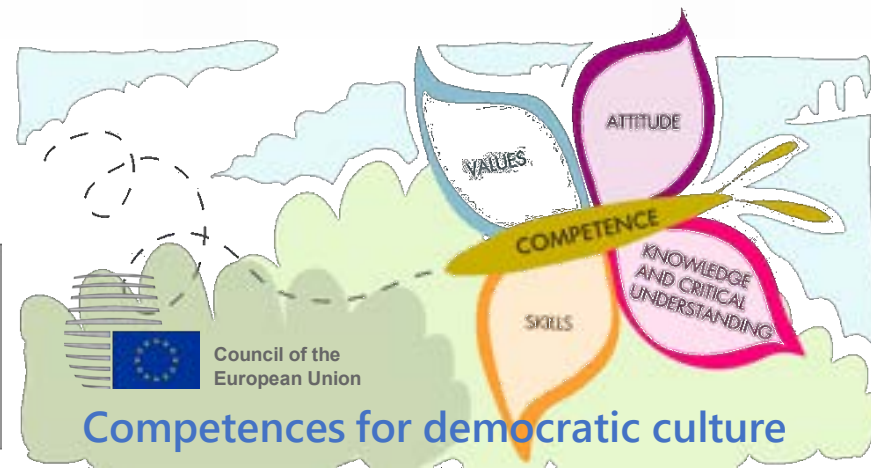 ATTITUDE
VALUES
COMPETENCE
KNOWLEDGE
AND CRITICAL
UNDERSTANDING
SKILLS
Council of the
European Union
Competences for democratic culture